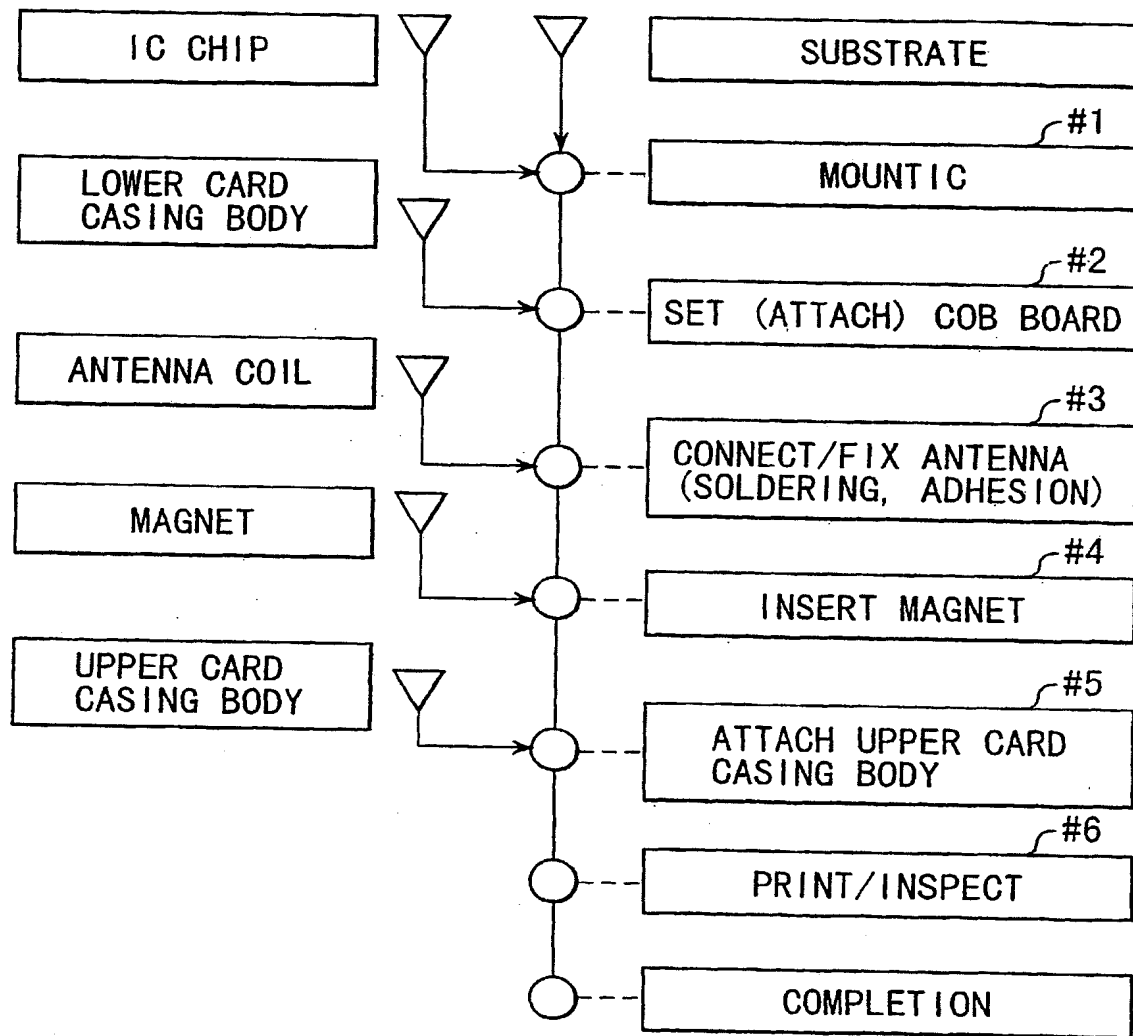 IC CHIP
SUBSTRATE
#1
LOWER CARD
CASING BODY
MOUNTIC
#2
SET (ATTACH) COB BOARD
ANTENNA COIL
#3
CONNECT/FIX ANTENNA
(SOLDERING, ADHESION)
MAGNET
#4
INSERT MAGNET
UPPER CARD
CASING BODY
#5
ATTACH UPPER CARD
CASING BODY
#6
PRINT/INSPECT
COMPLETION